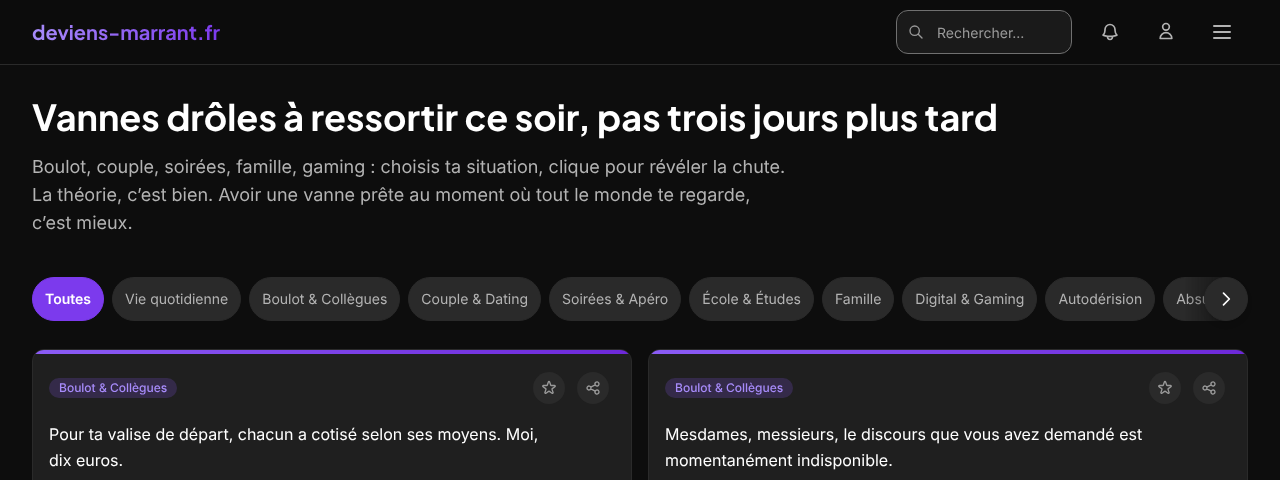 deviens-marrant.fr
Rechercher...
Vannes drôles à ressortir ce soir, pas trois jours plus tard
Boulot, couple, soirées, famille, gaming : choisis ta situation, clique pour révéler la chute.
La théorie, c’est bien. Avoir une vanne prête au moment où tout le monde te regarde,
c’est mieux.
Toutes
Vie quotidienne
Boulot & Collègues
Couple & Dating
Soirées & Apéro
École & Études
Famille
Digital & Gaming
Autodérision
Boulot & Collègues
Pour ta valise de départ, chacun a cotisé selon ses moyens. Moi,
dix euros.
Boulot & Collègues
Mesdames, messieurs, le discours que vous avez demandé est
momentanément indisponible.